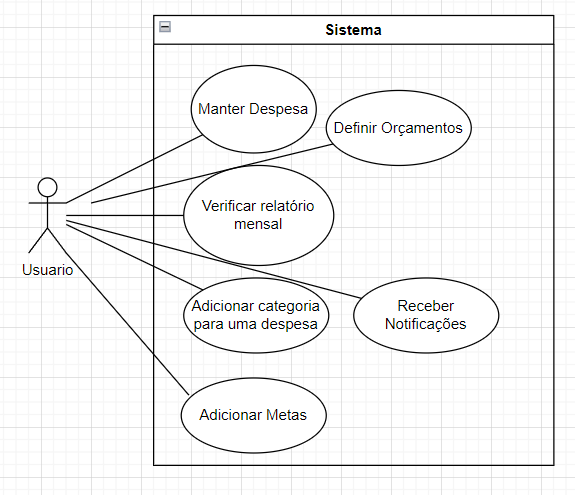 Sistema
Manter Despesa
Definir Orçamentos
Verificar relatório
mensal
Usuario
Adicionar categoria
para uma despesa
Receber
Notificações
Adicionar Metas